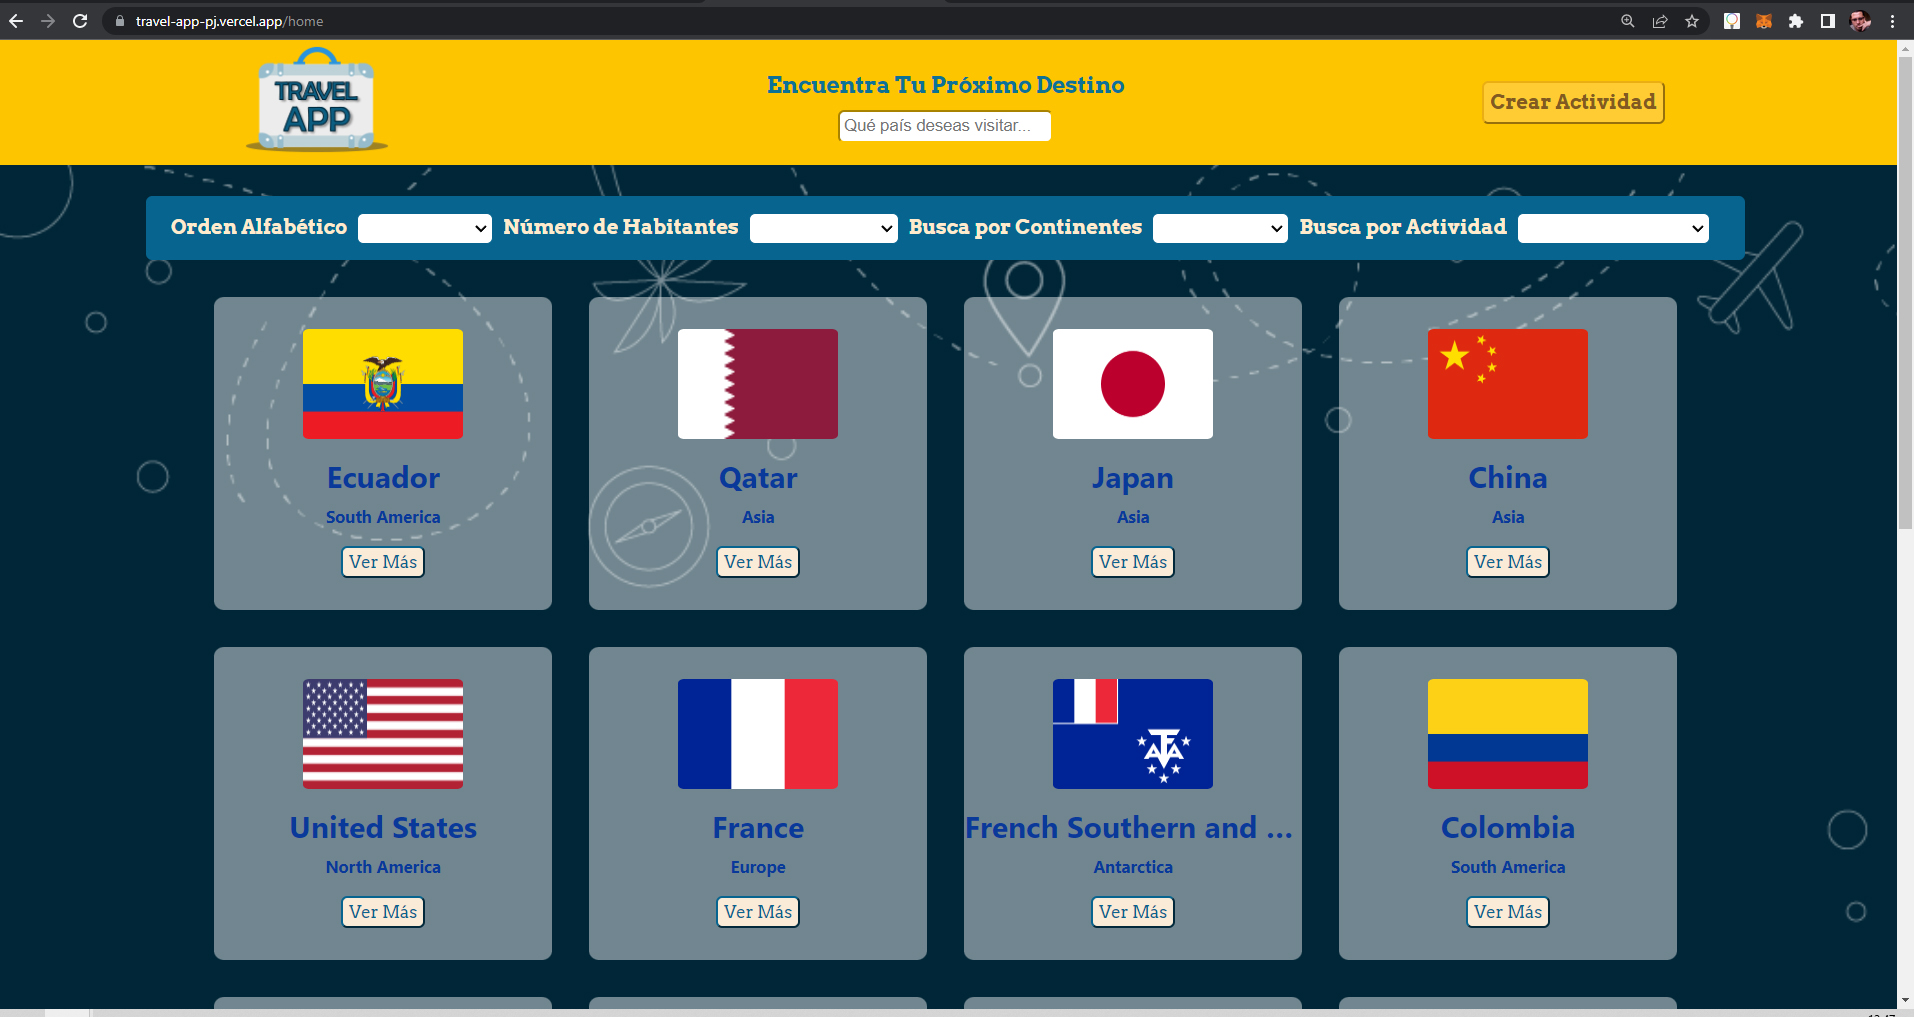 travel-app-pj.vercel.app/home
TRAVEL
APP
Encuentra Tu Próximo Destino
Qué país deseas visitar...
Crear Actividad
Orden Alfabético Número de Habitantes Busca por Continentes Busca por Actividad
Ecuador
South America
Ver Más
Qatar
Asia
Ver Más
Japan
Asia
Ver Más
China
Asia
Ver Más
United States
North America
Ver Más
France
Europe
Ver Más
French Southern and ...
Antarctica
Ver Más
Colombia
South America
Ver Más